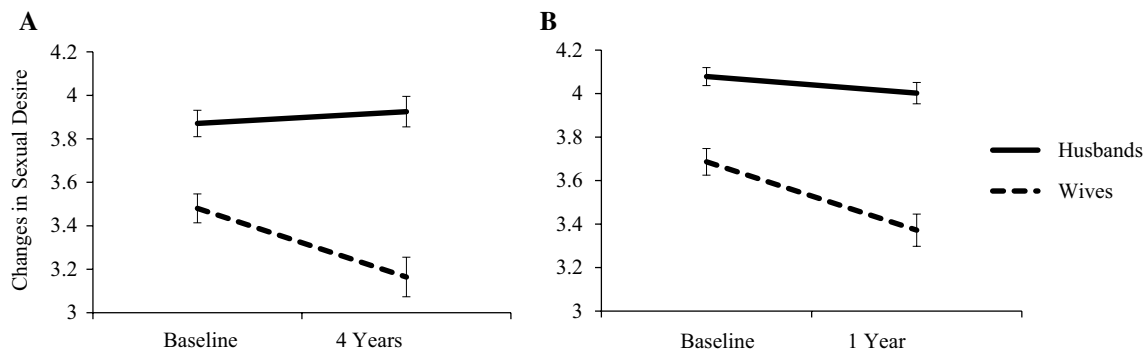 A
Changes in Sexual Desire
4.2
4
3.8
3.6
3.4
3.2
3
Baseline
4 Years
B
4.2
4
3.8
3.6
3.4
3.2
3
Baseline
1 Year
Husbands
Wives